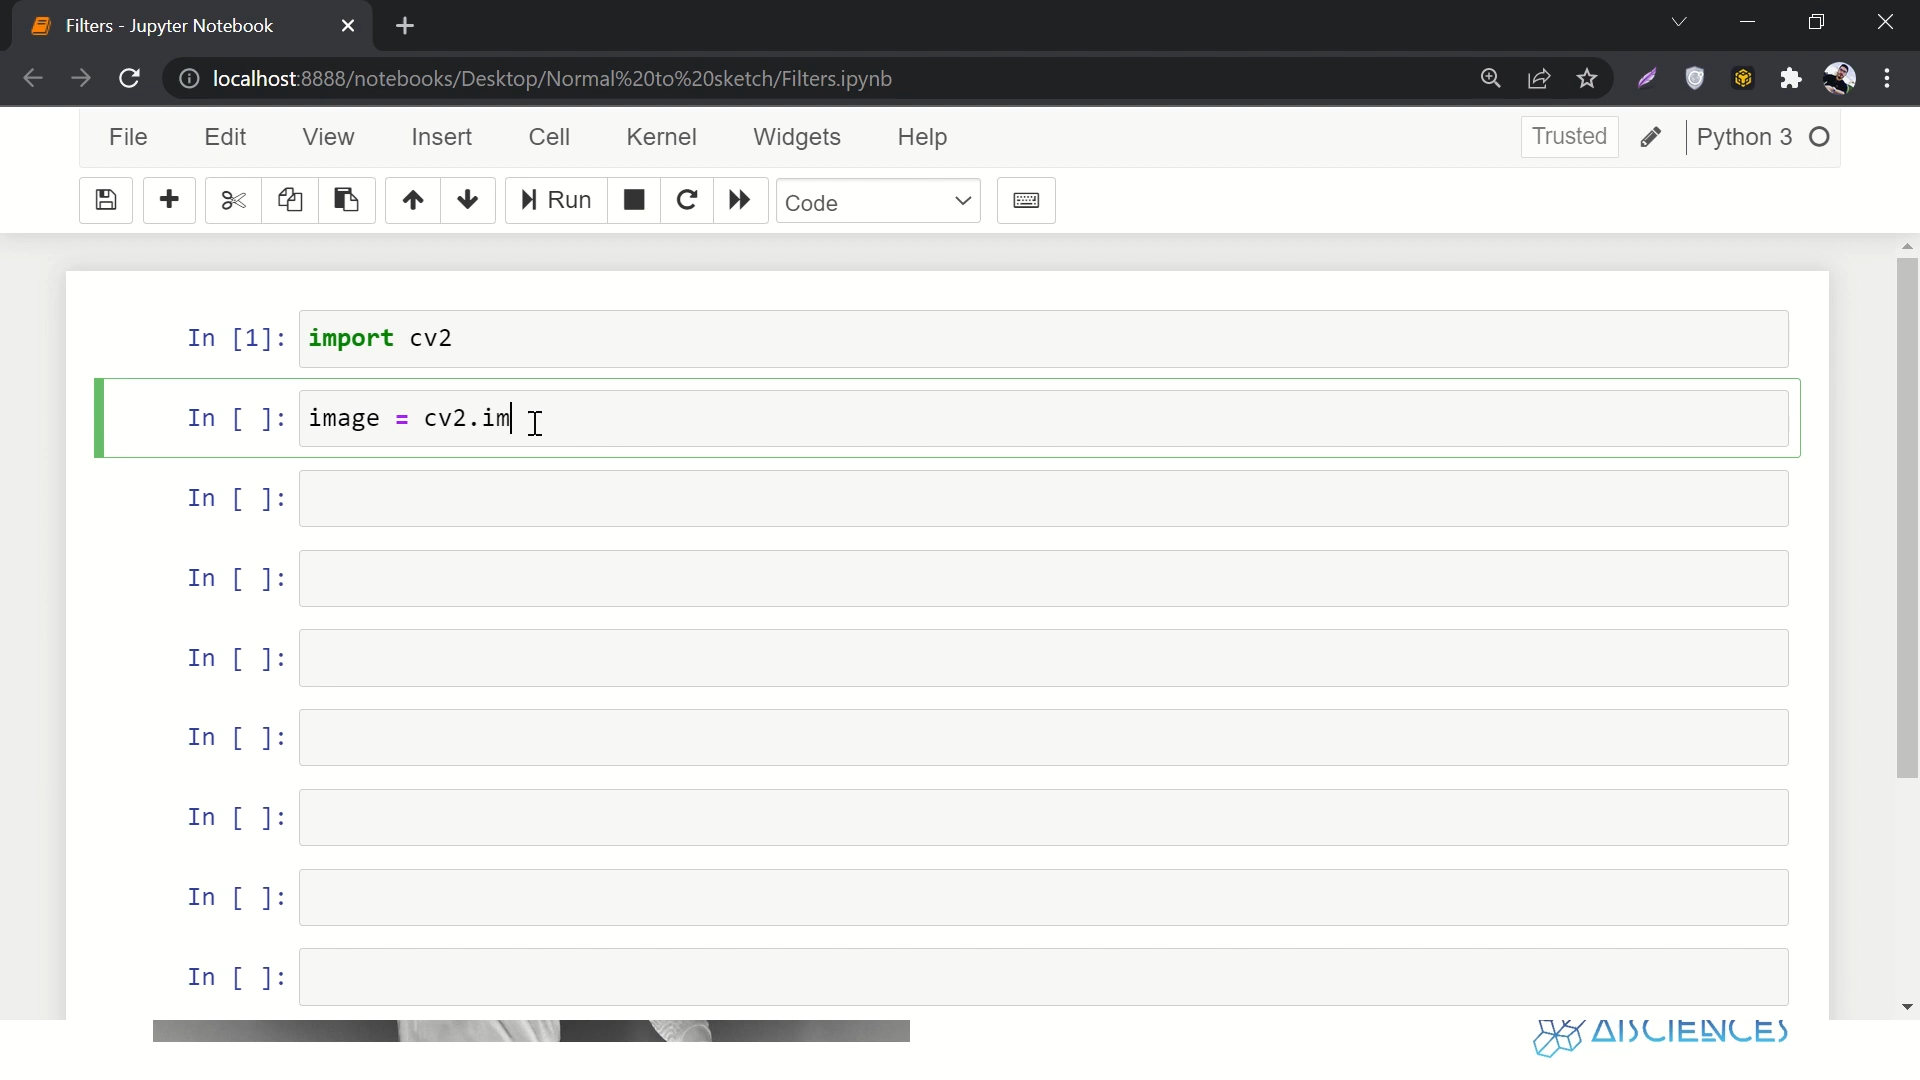 Filters - Jupyter Notebook
localhost:8888/notebooks/Desktop/Normal%20to%20sketch/Filters.ipynb
File Edit View Insert Cell Kernel Widgets Help Trusted Python 3
Run Code
In [1]: import cv2
In [ ]: image = cv2.im
In [ ]:
In [ ]:
In [ ]:
In [ ]:
In [ ]:
In [ ]:
In [ ]:
AISCIENCES